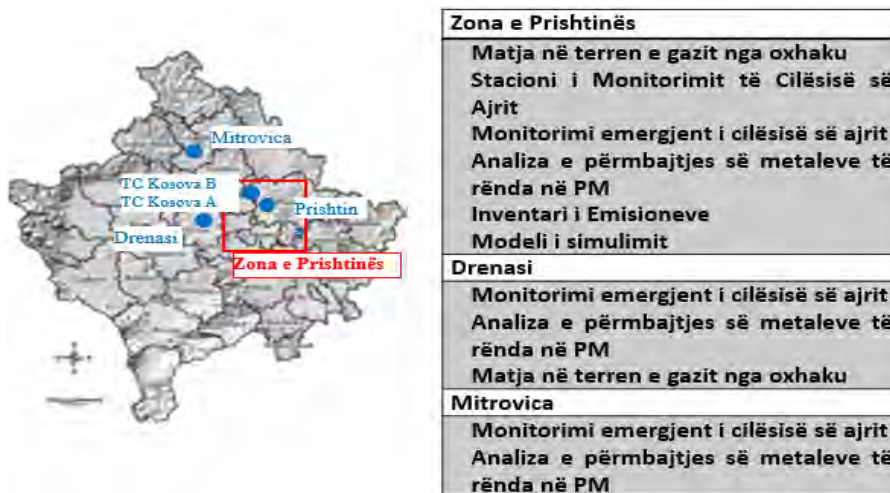 Mitrovica
TC Kosova B
TC Kosova A
Prishtin
Drenasi
Zona e Prishtinës
Zona e Prishtinës
Matja në terren e gazit nga oxhaku
Stacioni i Monitorimit të Cilësisë së
Ajrit
Monitorimi emergjent i cilësisë së ajrit
Analiza e përmbajtjes së metaleve të
rënda në PM
Inventari i Emisioneve
Modeli i simulimit
Drenasi
Monitorimi emergjent i cilësisë së ajrit
Analiza e përmbajtjes së metaleve të
rënda në PM
Matja në terren e gazit nga oxhaku
Mitrovica
Monitorimi emergjent i cilësisë së ajrit
Analiza e përmbajtjes së metaleve të
rënda në PM